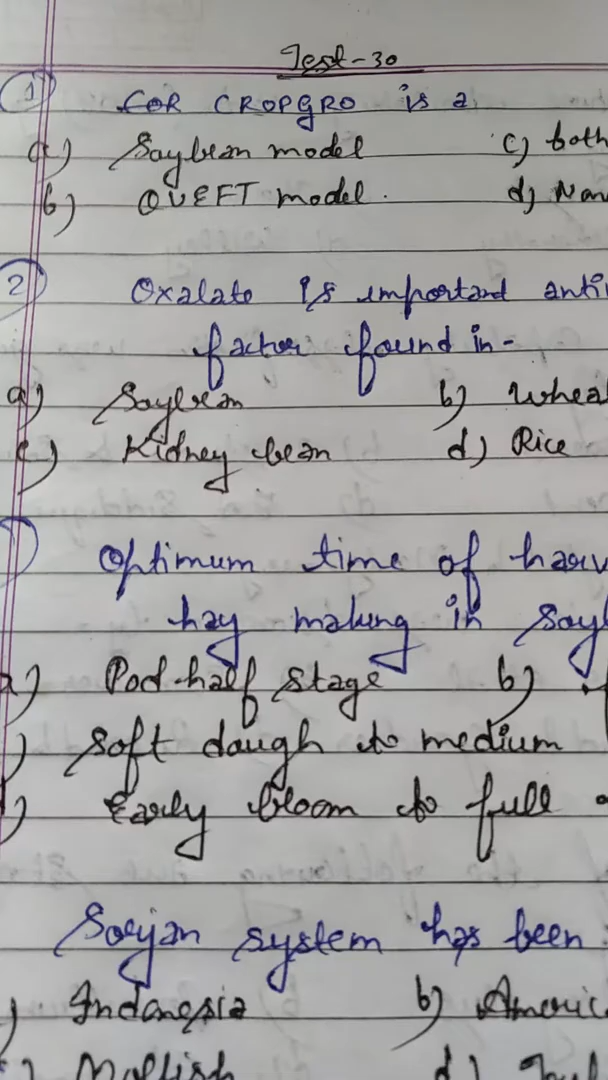 Test-30
1) FOR CROPGRO is a
a) Soybean model c) both
b) QUEFT model. d) Non
2 Oxalate is important anti
factor found in-
a) Soybean b) Whea
c) Kidney bean d) Rice
Optimum time of harv
hay making in soy
a) Pod-half stage b)
) Soft daugh to medium
) Early bloom to full
Sorjan system has been
) Indonesia b) Americ
d)